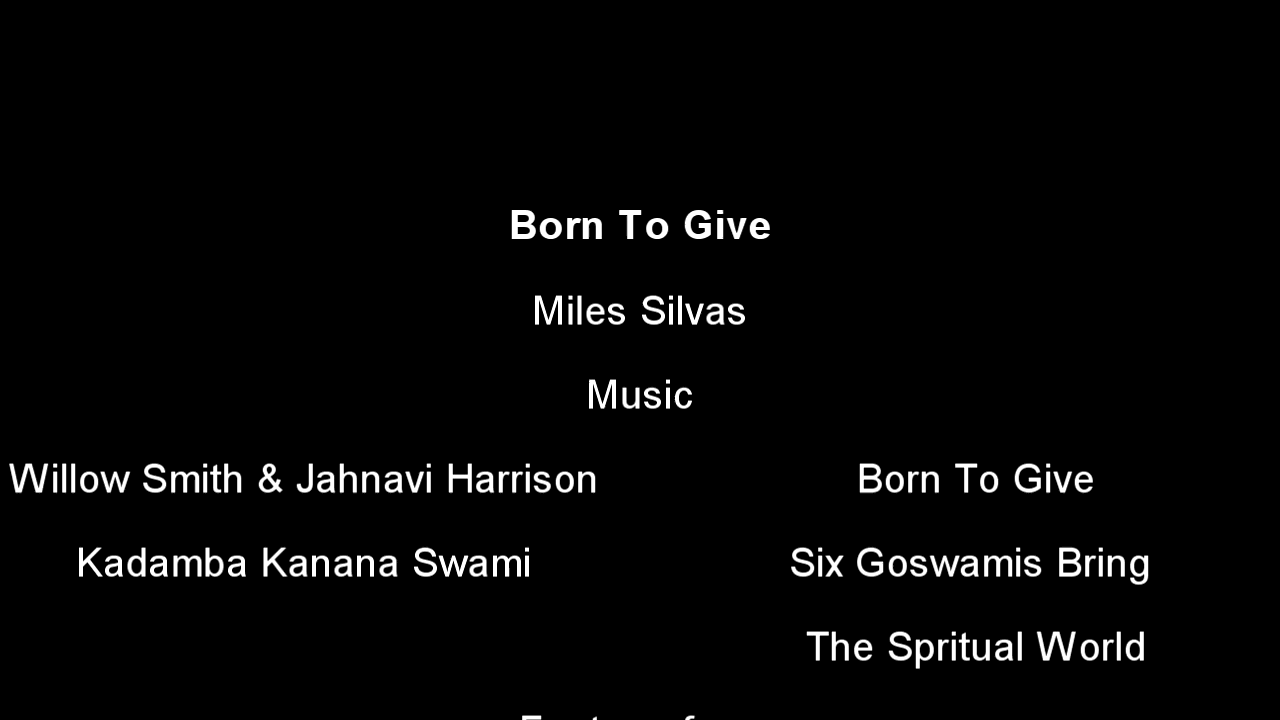 Born To Give
Miles Silvas
Music
Willow Smith & Jahnavi Harrison Born To Give
Kadamba Kanana Swami Six Goswamis Bring
The Spritual World